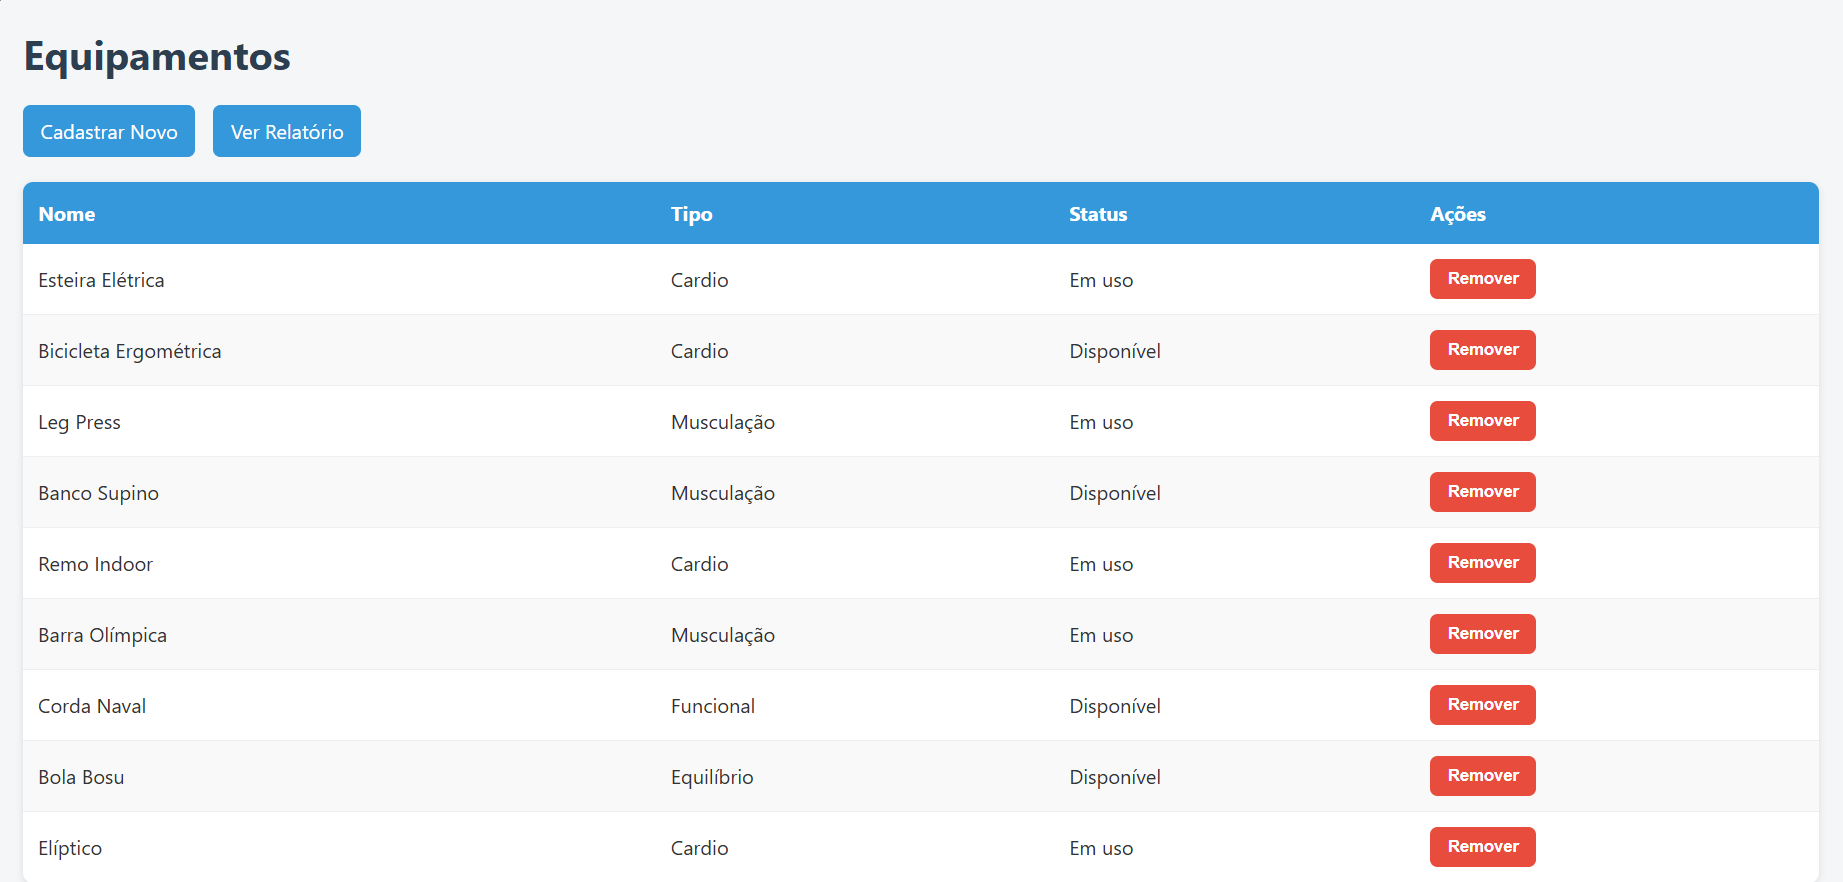 Equipamentos
Cadastrar Novo Ver Relatório
Nome Tipo Status Ações
Esteira Elétrica Cardio Em uso Remover
Bicicleta Ergométrica Cardio Disponível Remover
Leg Press Musculação Em uso Remover
Banco Supino Musculação Disponível Remover
Remo Indoor Cardio Em uso Remover
Barra Olímpica Musculação Em uso Remover
Corda Naval Funcional Disponível Remover
Bola Bosu Equilíbrio Disponível Remover
Elíptico Cardio Em uso Remover